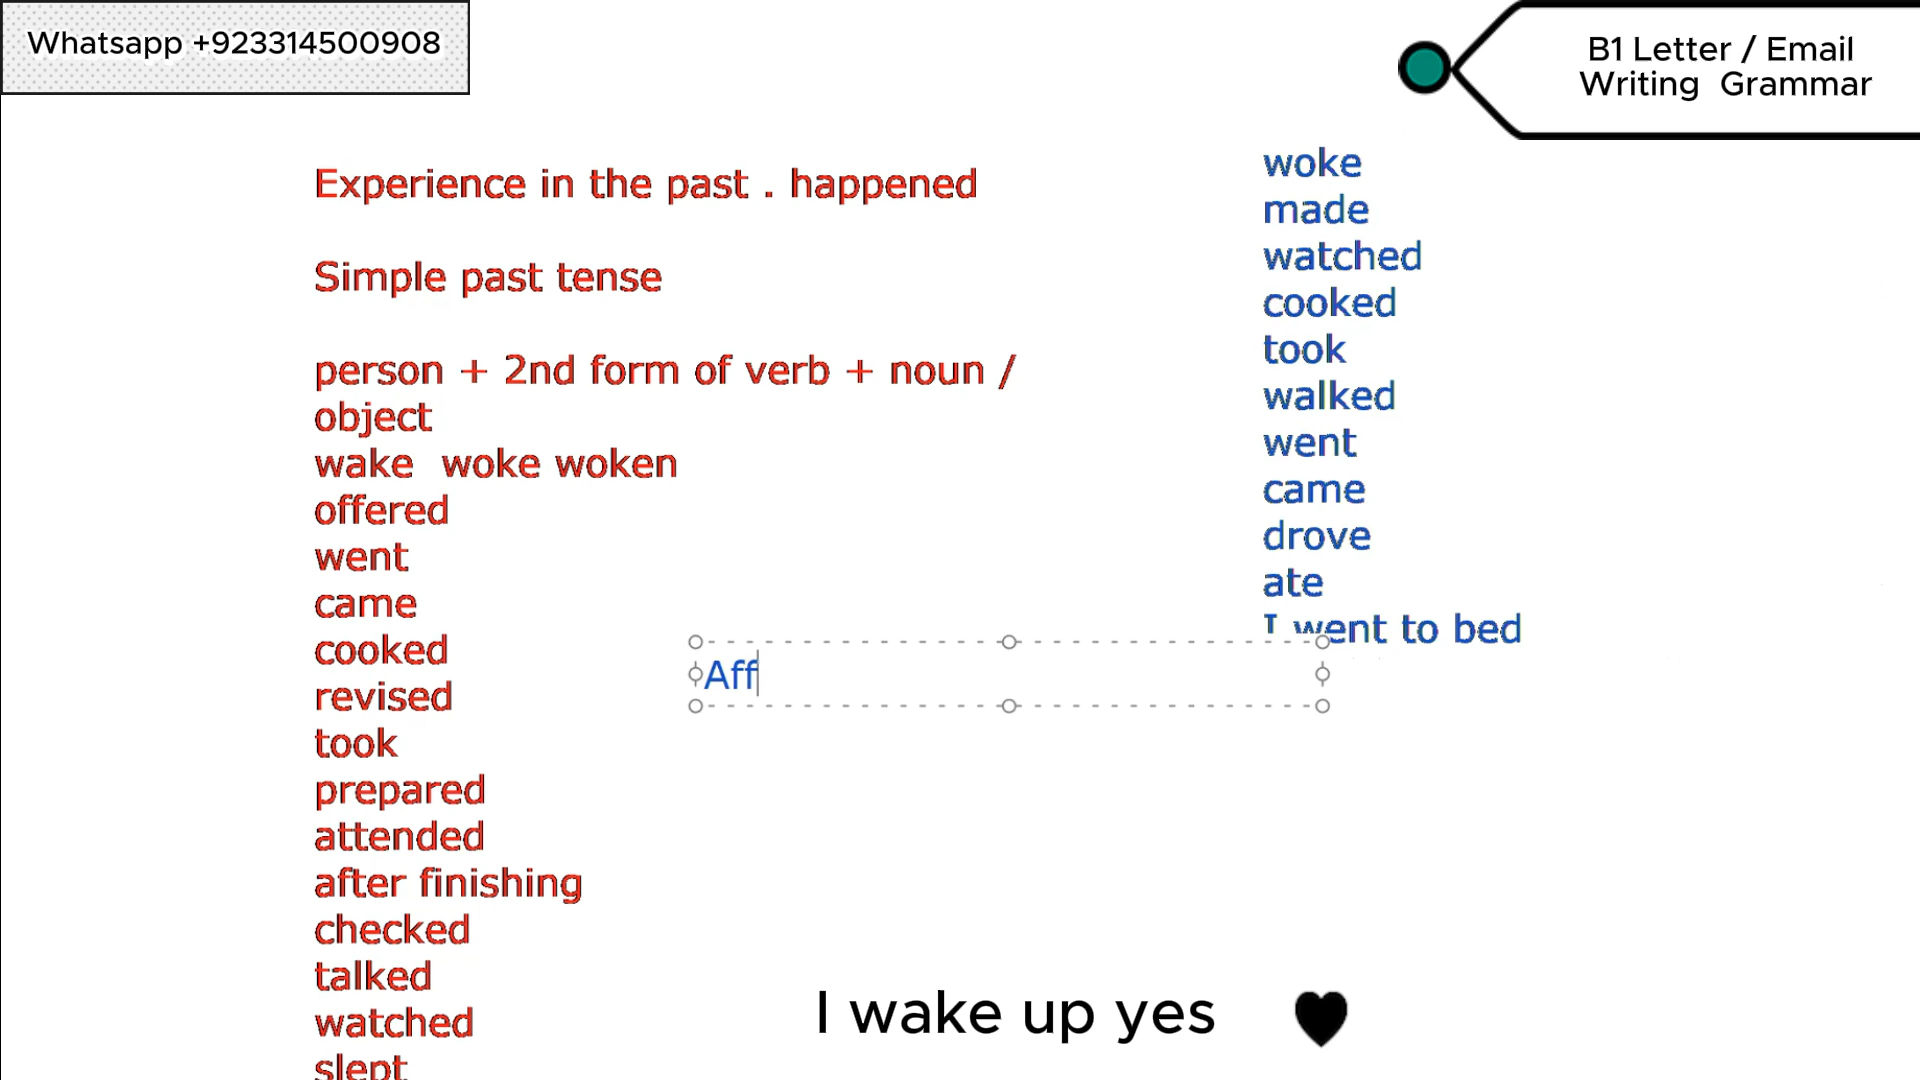 Whatsapp +923314500908
B1 Letter / Email
Writing Grammar
Experience in the past . happened
Simple past tense
person + 2nd form of verb + noun /
object
wake woke woken
offered
went
came
cooked
revised
took
prepared
attended
after finishing
checked
talked
watched
slept
woke
made
watched
cooked
took
walked
went
came
drove
ate
I went to bed
Aff
I wake up yes